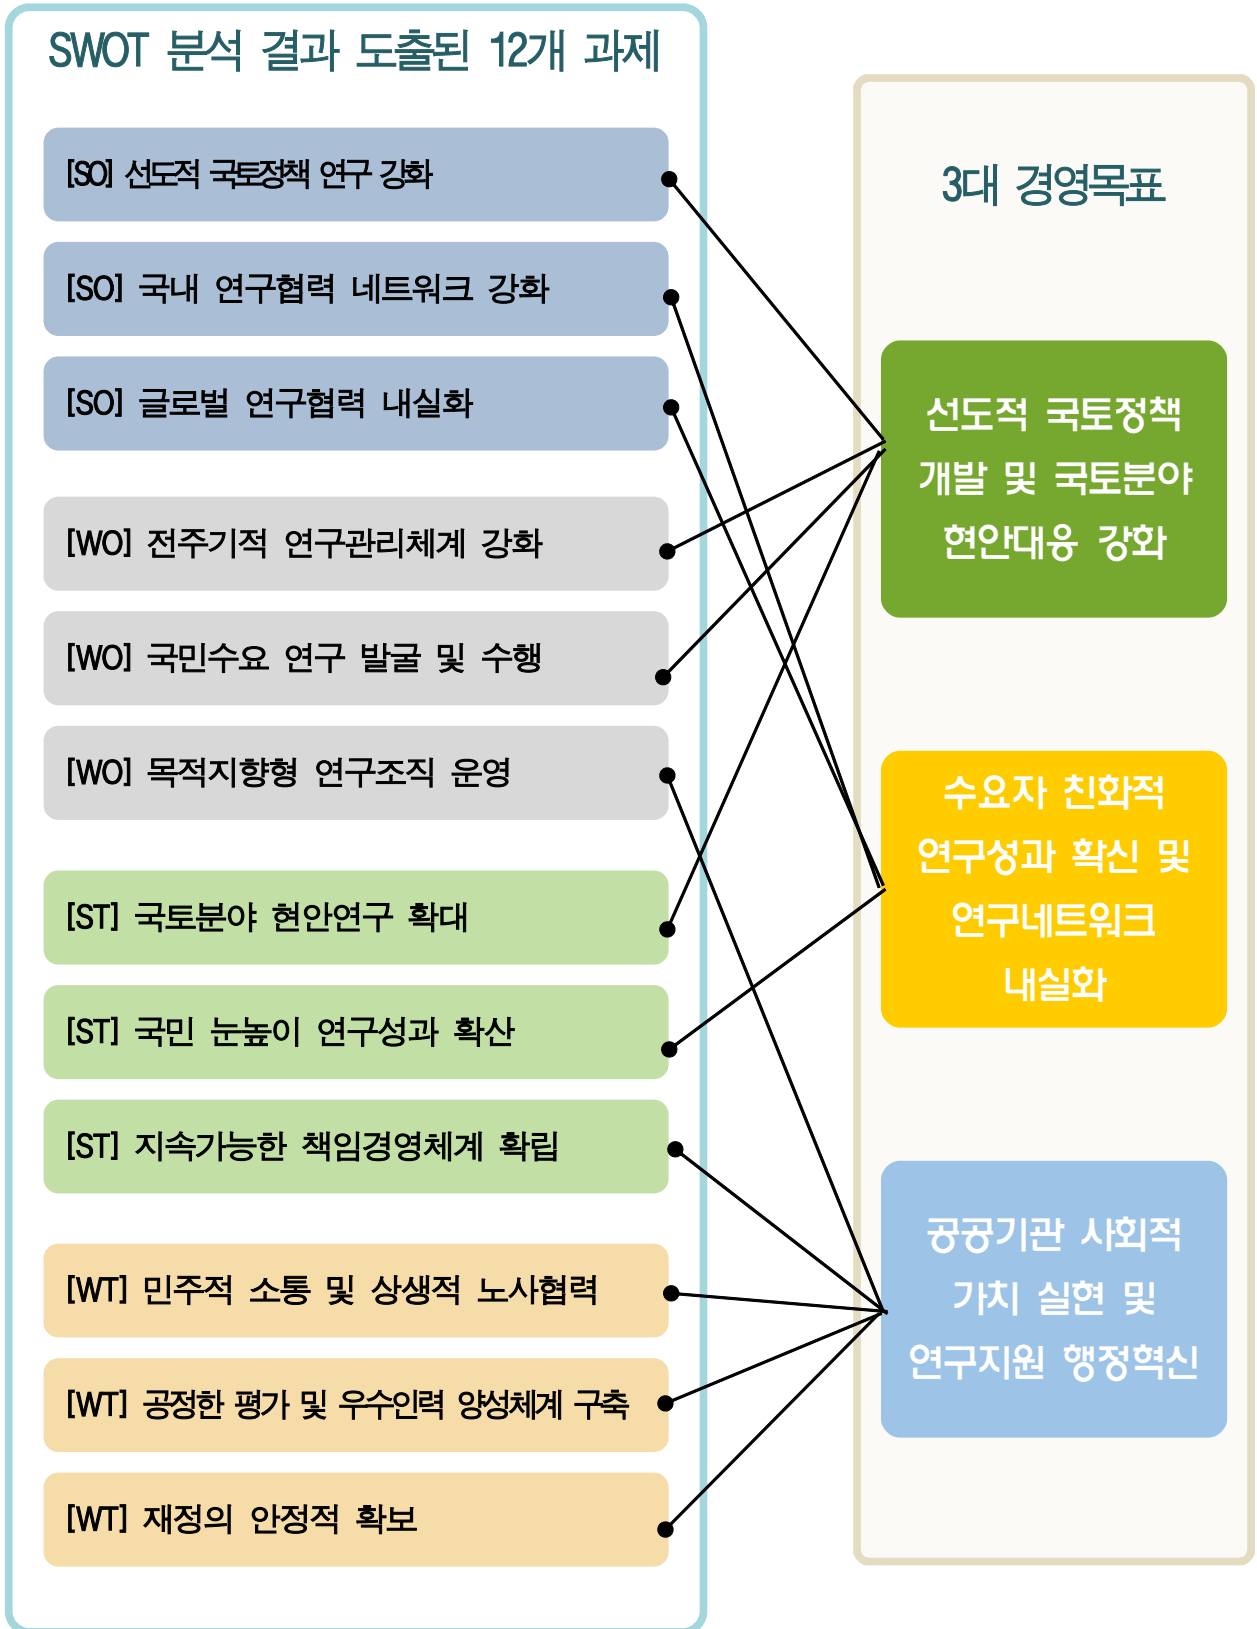 SWOT 분석 결과 도출된 12개 과제
[SO] 선도적 국토정책 연구 강화
[SO] 국내 연구협력 네트워크 강화
[SO] 글로벌 연구협력 내실화
[WO] 전주기적 연구관리체계 강화
[WO] 국민수요 연구 발굴 및 수행
[WO] 목적지향형 연구조직 운영
[ST] 국토분야 현안연구 확대
[ST] 국민 눈높이 연구성과 확산
[ST] 지속가능한 책임경영체계 확립
[WT] 민주적 소통 및 상생적 노사협력
[WT] 공정한 평가 및 우수인력 양성체계 구축
[WT] 재정의 안정적 확보
3대 경영목표
선도적 국토정책
개발 및 국토분야
현안대응 강화
수요자 친화적
연구성과 확신 및
연구네트워크
내실화
공공기관 사회적
가치 실현 및
연구지원 행정혁신